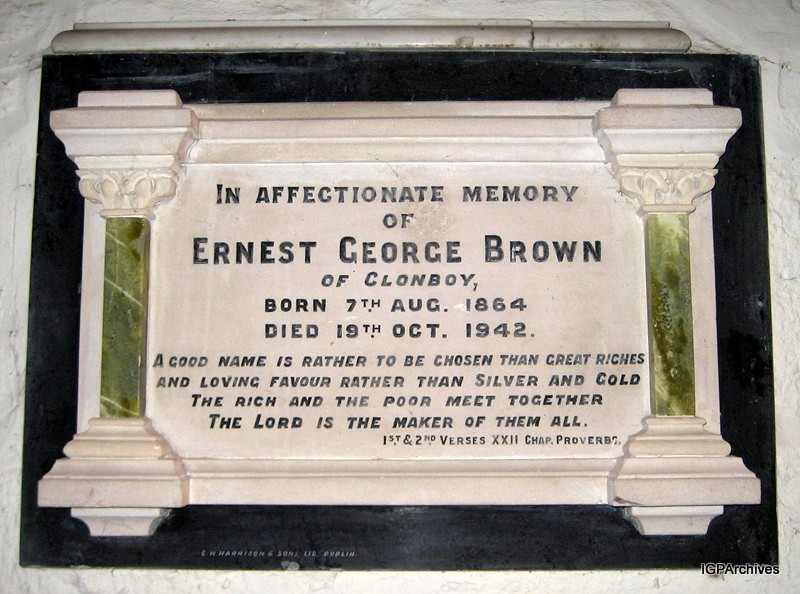 IN AFFECTIONATE MEMORY
OF
ERNEST GEORGE BROWN
OF CLONBOY,
BORN 7TH AUG. 1864
DIED 19TH OCT. 1942.
A GOOD NAME IS RATHER TO BE CHOSEN THAN GREAT RICHES
AND LOVING FAVOUR RATHER THAN SILVER AND GOLD
THE RICH AND THE POOR MEET TOGETHER
THE LORD IS THE MAKER OF THEM ALL.
1ST & 2ND VERSES XXII CHAP. PROVERBS.
C.W HARRISON & SONS, LTD. DUBLIN.
IGPArchives